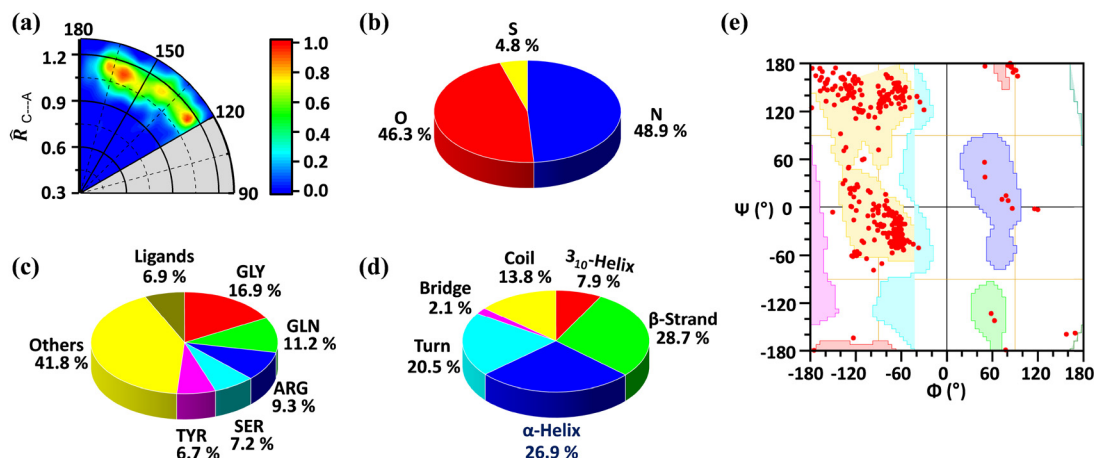 (a)
180
150
120
90
1.2
0.9
0.6
0.3
R̂ C---A
1.0
0.8
0.6
0.4
0.2
0.0
(b)
S
4.8 %
O
46.3 %
N
48.9 %
(c)
Ligands
6.9 %
GLY
16.9 %
GLN
11.2 %
ARG
9.3 %
SER
7.2 %
TYR
6.7 %
Others
41.8 %
(d)
Coil
13.8 %
3₁₀-Helix
7.9 %
β-Strand
28.7 %
α-Helix
26.9 %
Turn
20.5 %
Bridge
2.1 %
(e)
180
120
60
Ψ (°) 0
-60
-120
-180
-180 -120 -60 0 60 120 180
Φ (°)